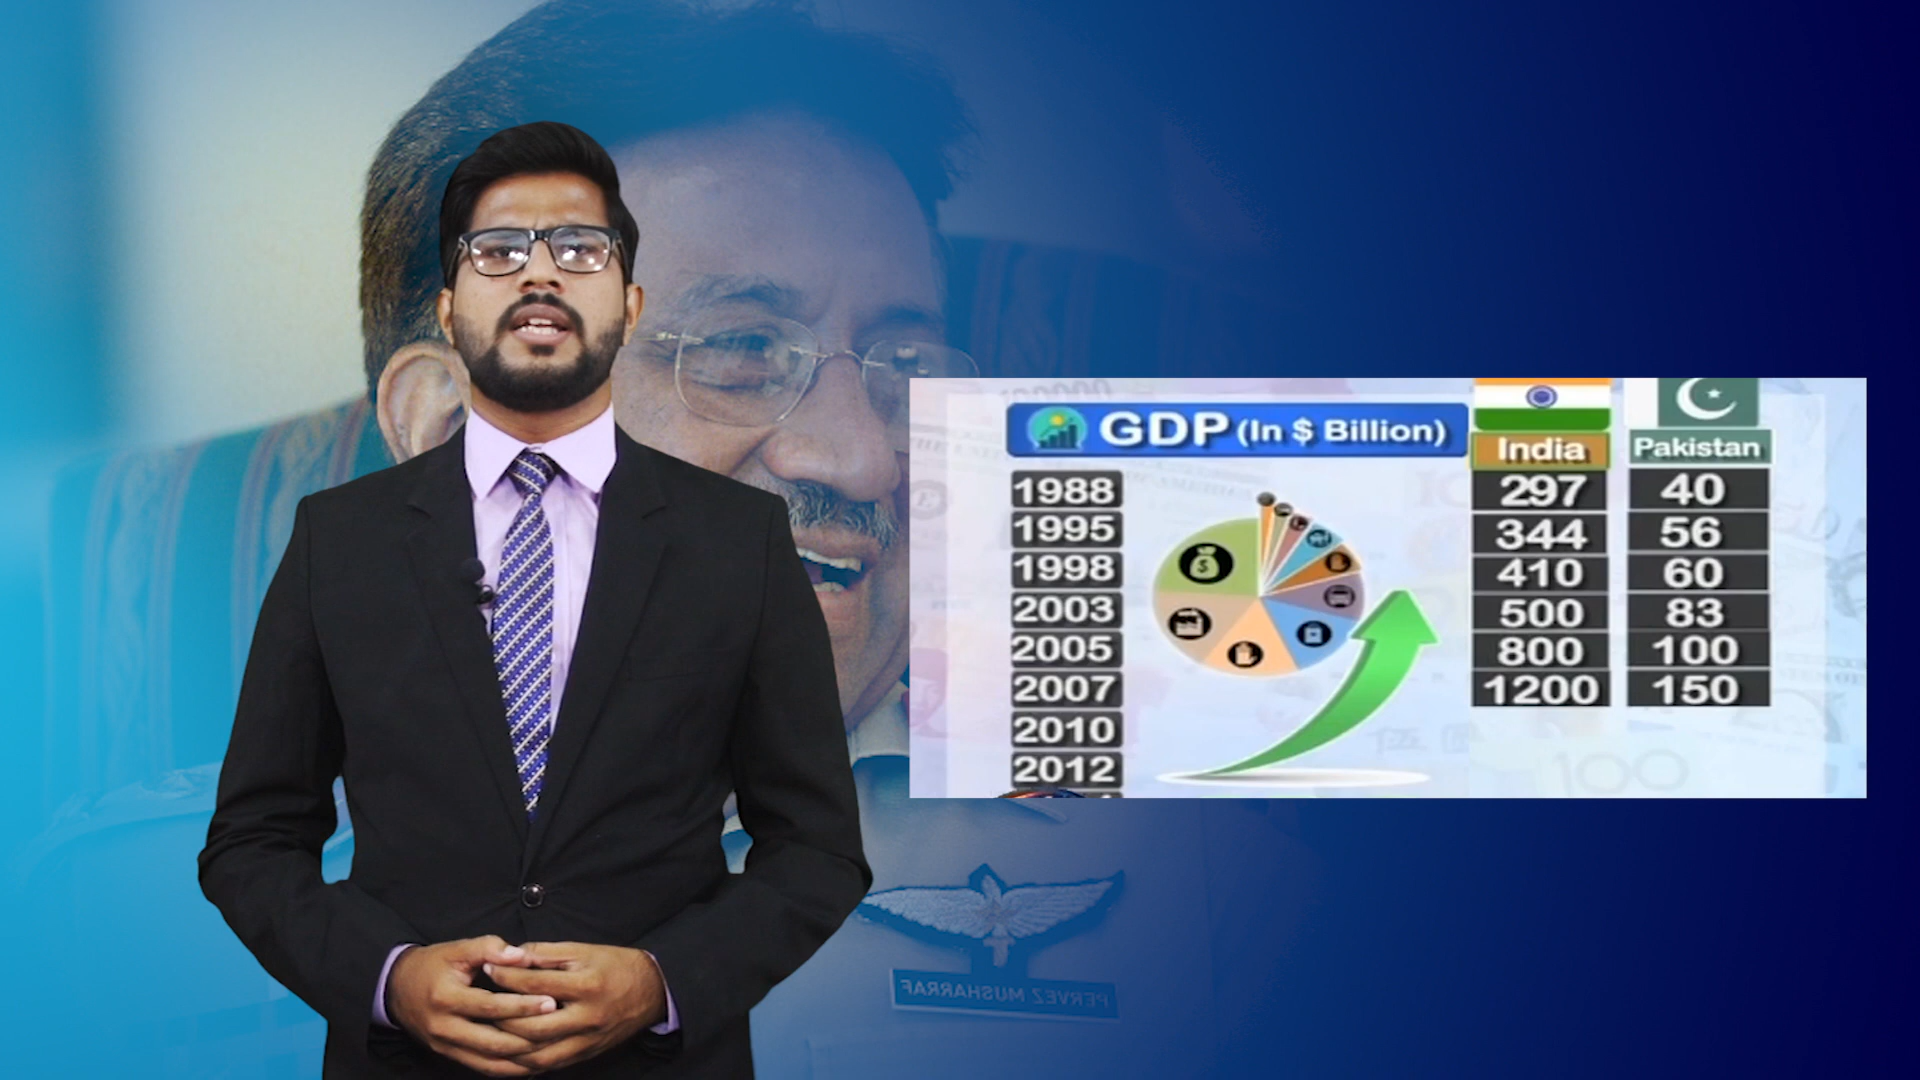 GDP (In $ Billion)
India Pakistan
1988 297 40
1995 344 56
1998 410 60
2003 500 83
2005 800 100
2007 1200 150
2010
2012
100
PERVEZ MUSHARRAF